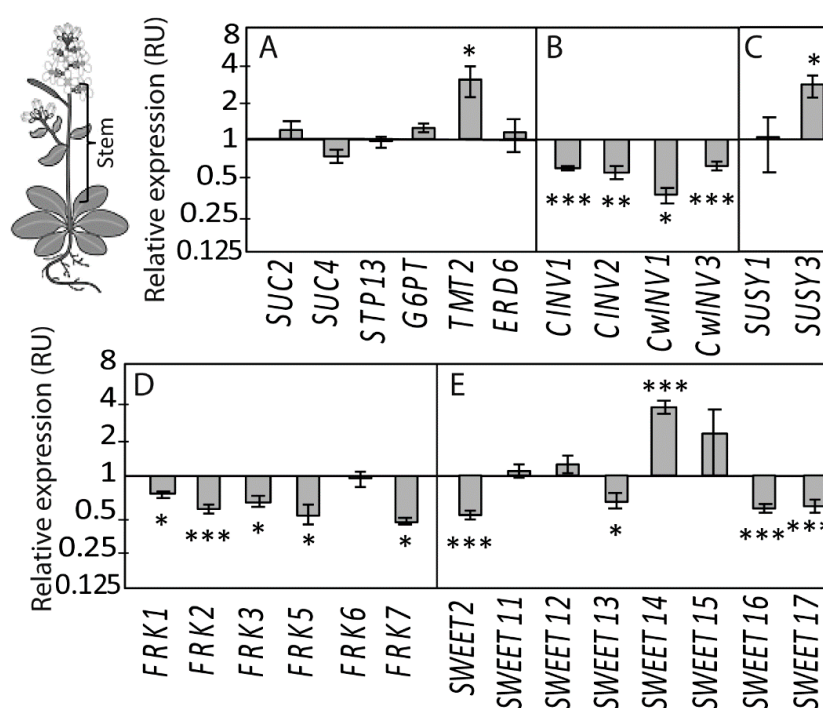 Stem
Relative expression (RU)
8
4
2
1
0.5
0.25
0.125
A
*
B
***
**
*
***
C
*
SUC2
SUC4
STP13
G6PT
TMT2
ERD6
CINV1
CINV2
CwINV1
CwINV3
SUSY1
SUSY3
Relative expression (RU)
8
4
2
1
0.5
0.25
0.125
D
*
***
*
*
*
E
***
*
***
***
***
FRK1
FRK2
FRK3
FRK5
FRK6
FRK7
SWEET2
SWEET11
SWEET12
SWEET13
SWEET14
SWEET15
SWEET16
SWEET17